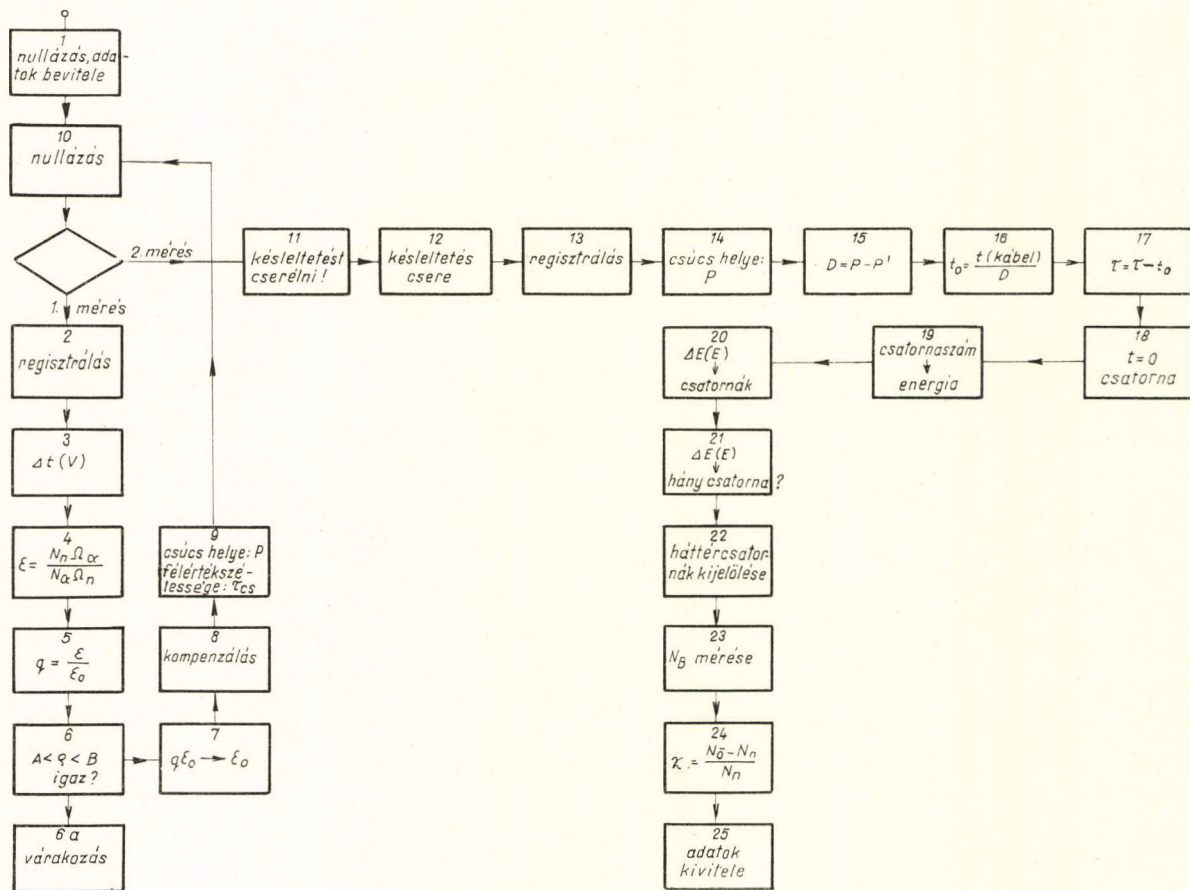 1
nullázás, ada-
tok bevitele
10
nullázás
2. mérés
1. mérés
2
regisztrálás
3
Δt (V)
4
ε = NnΩα / NαΩn
5
q = ε / ε₀
6
A < q < B
igaz?
6a
várakozás
7
qε₀ → ε₀
8
kompenzálás
9
csúcs helye: P
félértékszé-
lessége: τcs
11
késleltetést
cserélni!
12
késleltetés
csere
13
regisztrálás
14
csúcs helye:
P
15
D = P - P'
16
t₀ = t (kábel) / D
17
τ = τ - t₀
18
t = 0
csatorna
19
csatornaszám
↓
energia
20
ΔE(E)
↓
csatornák
21
ΔE(E)
↓
hány csatorna?
22
háttércsator-
nák kijelölése
23
N_B mérése
24
ϰ = Nσ̄ - Nn / Nn
25
adatok
kivitele